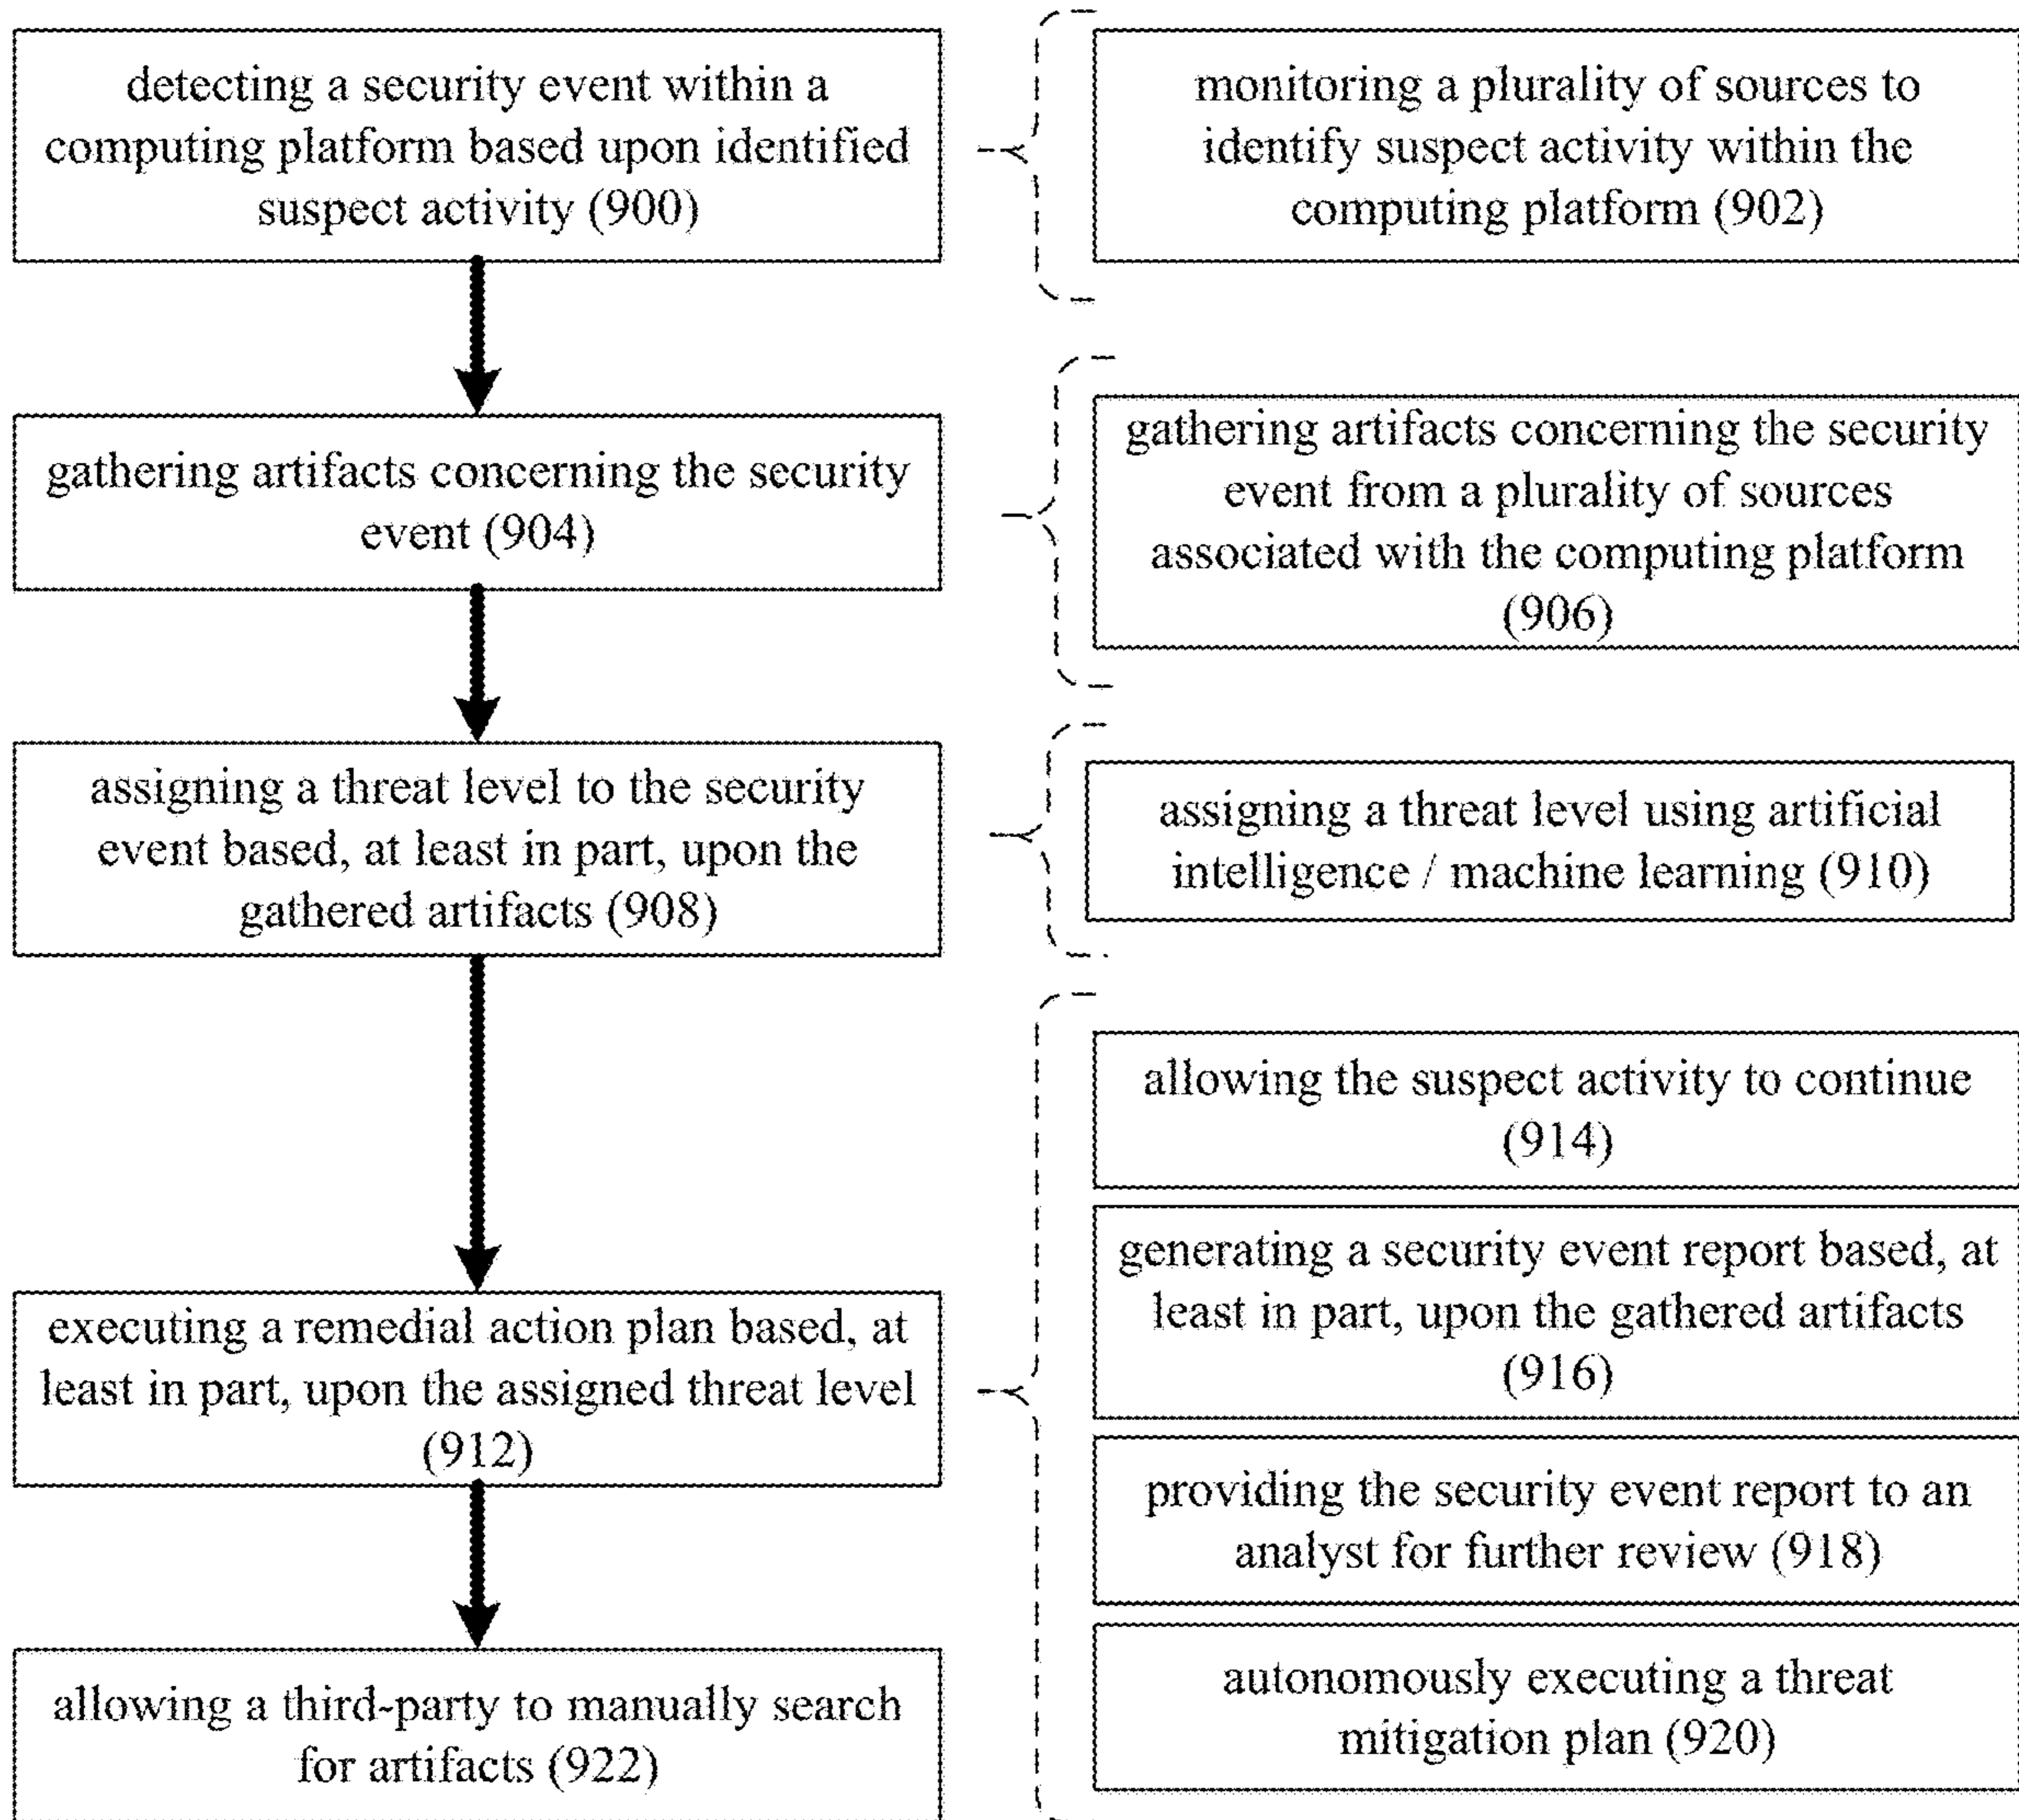 detecting a security event within a
computing platform based upon identified
suspect activity (900)
monitoring a plurality of sources to
identify suspect activity within the
computing platform (902)
gathering artifacts concerning the security
event (904)
gathering artifacts concerning the security
event from a plurality of sources
associated with the computing platform
(906)
assigning a threat level to the security
event based, at least in part, upon the
gathered artifacts (908)
assigning a threat level using artificial
intelligence / machine learning (910)
executing a remedial action plan based, at
least in part, upon the assigned threat level
(912)
allowing the suspect activity to continue
(914)
generating a security event report based, at
least in part, upon the gathered artifacts
(916)
providing the security event report to an
analyst for further review (918)
autonomously executing a threat
mitigation plan (920)
allowing a third-party to manually search
for artifacts (922)